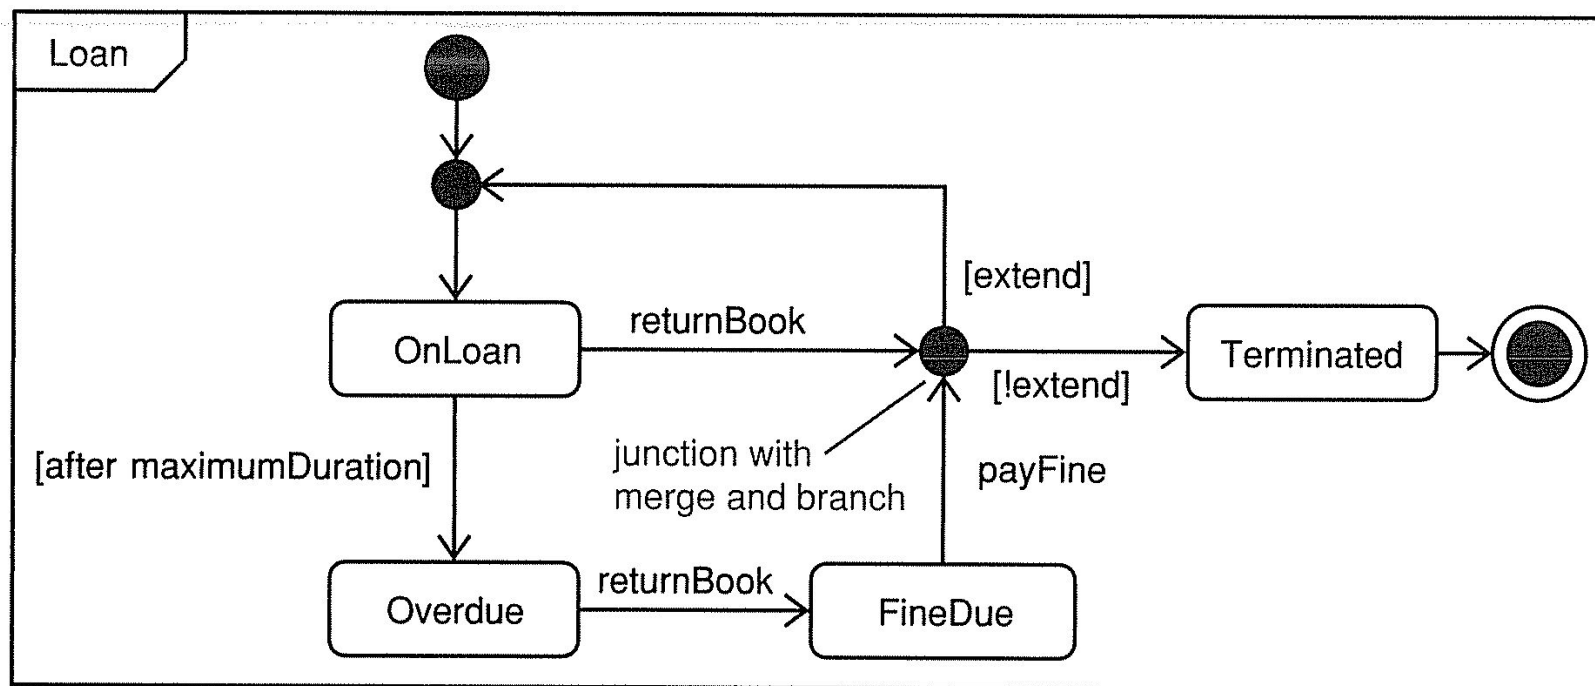 Loan
[extend]
returnBook
OnLoan
Terminated
[!extend]
junction with
merge and branch
[after maximumDuration]
payFine
returnBook
Overdue
FineDue